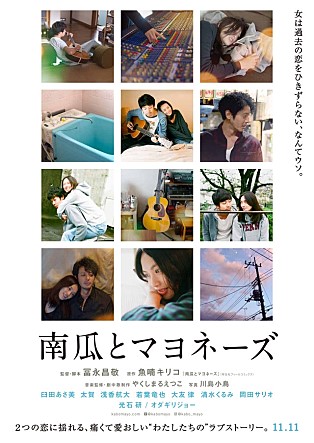 女は過去の恋をひきずらない、なんてウソ。
南瓜とマヨネーズ
監督・脚本 冨永昌敬 原作 魚喃キリコ
音楽監修・劇中歌制作 やくしまるえつこ 写真 川島小鳥
臼田あさ美 太賀 浅香航大 若葉竜也 大友律 清水くるみ 岡田サリオ
光石研 / オダギリジョー
kabomayo.com @kabomayo @kabo_mayo
2つの恋に揺れる、痛くて愛おしい“わたしたちの”ラブストーリー。 11.11